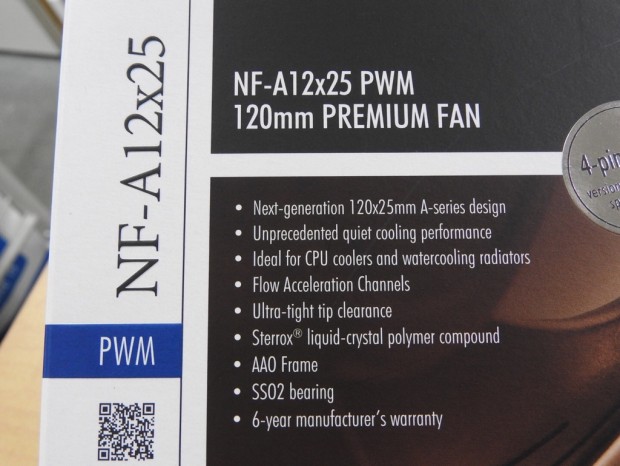 NF-A12x25
PWM
NF-A12x25 PWM
120mm PREMIUM FAN
4-pin
• Next-generation 120x25mm A-series design
• Unprecedented quiet cooling performance
• Ideal for CPU coolers and watercooling radiators
• Flow Acceleration Channels
• Ultra-tight tip clearance
• Sterrox® liquid-crystal polymer compound
• AAO Frame
• SSO2 bearing
• 6-year manufacturer's warranty